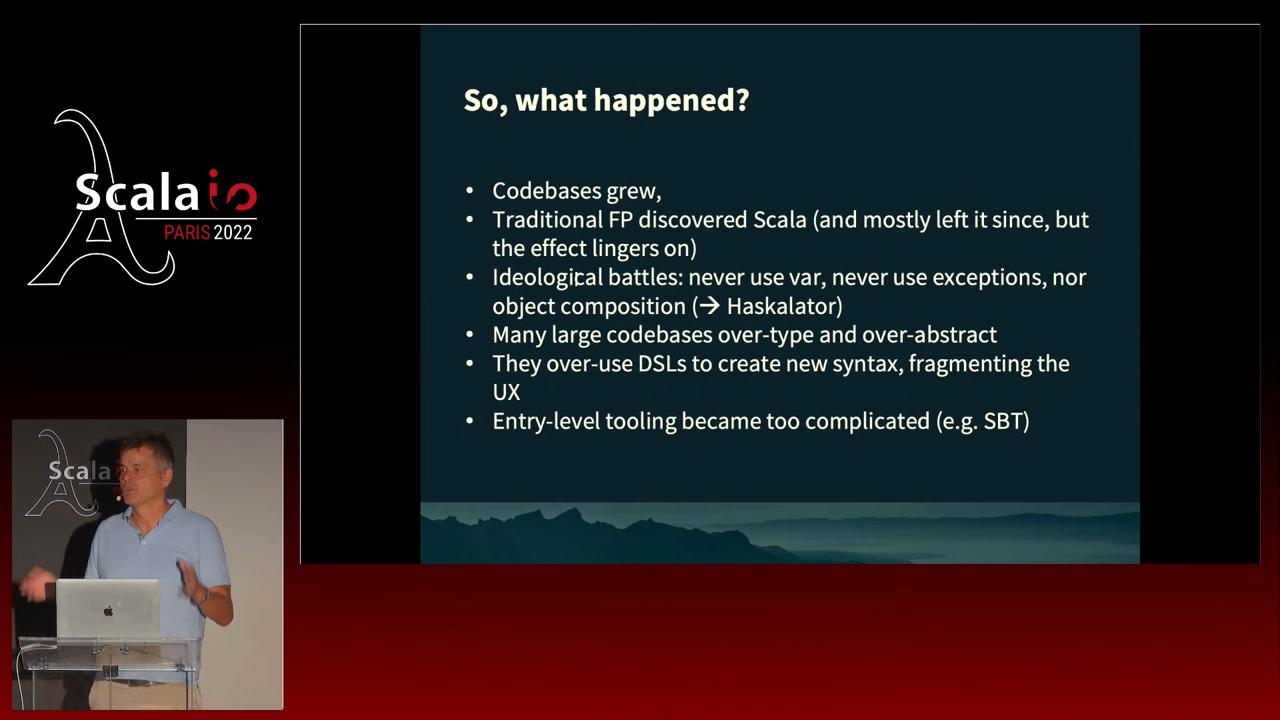 So, what happened?
• Codebases grew,
• Traditional FP discovered Scala (and mostly left it since, but
the effect lingers on)
• Ideological battles: never use var, never use exceptions, nor
object composition (→ Haskalator)
• Many large codebases over-type and over-abstract
• They over-use DSLs to create new syntax, fragmenting the
UX
• Entry-level tooling became too complicated (e.g. SBT)
Scala io
PARIS 2022
Scala